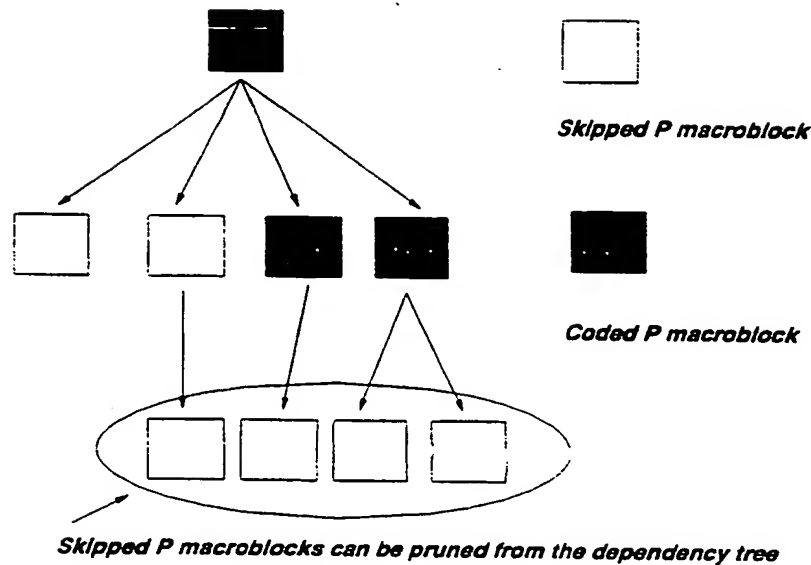 Skipped P macroblock
Coded P macroblock
Skipped P macroblocks can be pruned from the dependency tree